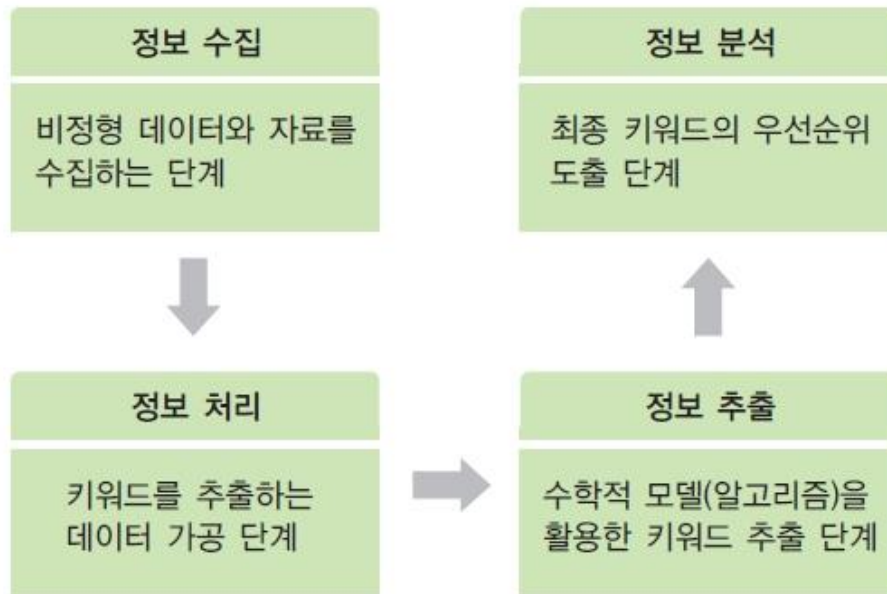 정보 수집
비정형 데이터와 자료를
수집하는 단계
정보 처리
키워드를 추출하는
데이터 가공 단계
정보 추출
수학적 모델(알고리즘)을
활용한 키워드 추출 단계
정보 분석
최종 키워드의 우선순위
도출 단계